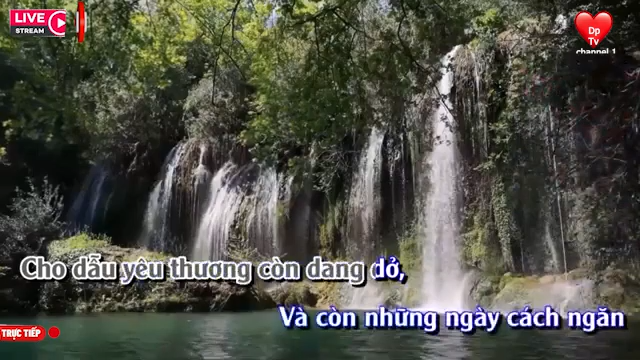 LIVE
STREAM
Dp
Tv
channel 1
Cho dẫu yêu thương còn dang dở,
Và còn những ngày cách ngăn
TRỰC TIẾP